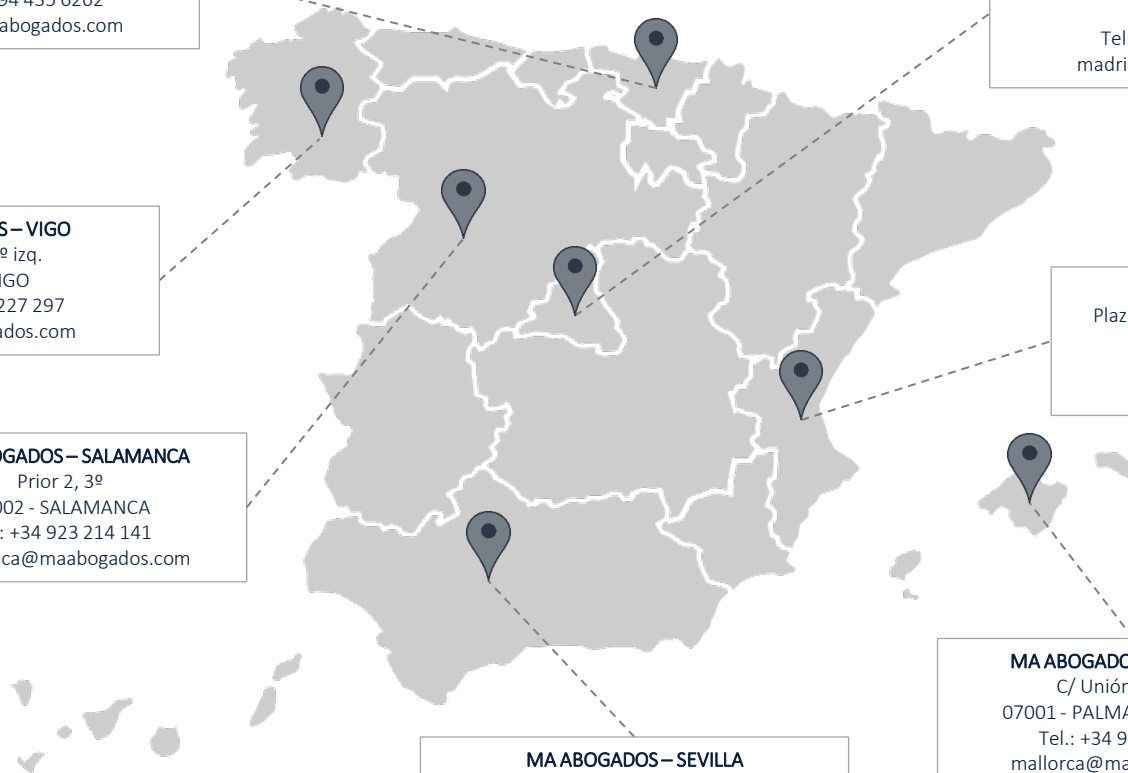 94 435 6262
abogados.com
Tel.
madri
S – VIGO
º izq.
IGO
227 297
ados.com
Plaz
OGADOS – SALAMANCA
Prior 2, 3º
002 - SALAMANCA
: +34 923 214 141
ca@maabogados.com
MA ABOGADO
C/ Unión
07001 - PALMA
Tel.: +34 9
mallorca@ma
MA ABOGADOS – SEVILLA